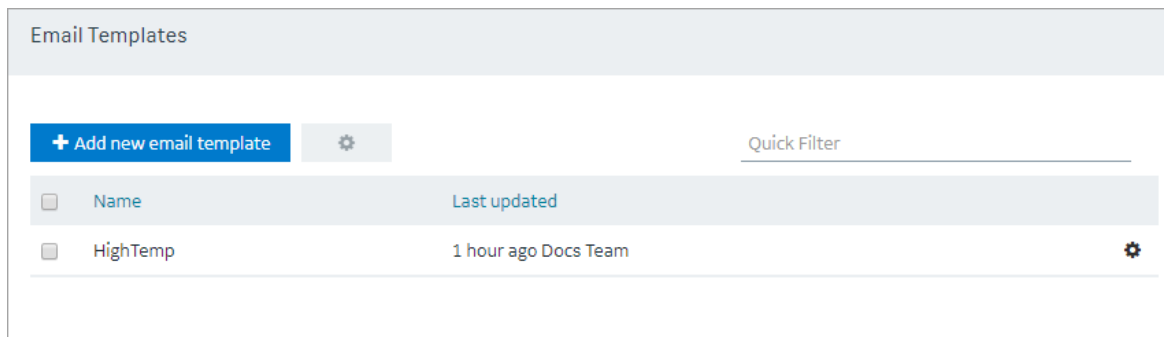 Email Templates
Add new email template
Quick Filter
Name Last updated
HighTemp 1 hour ago Docs Team